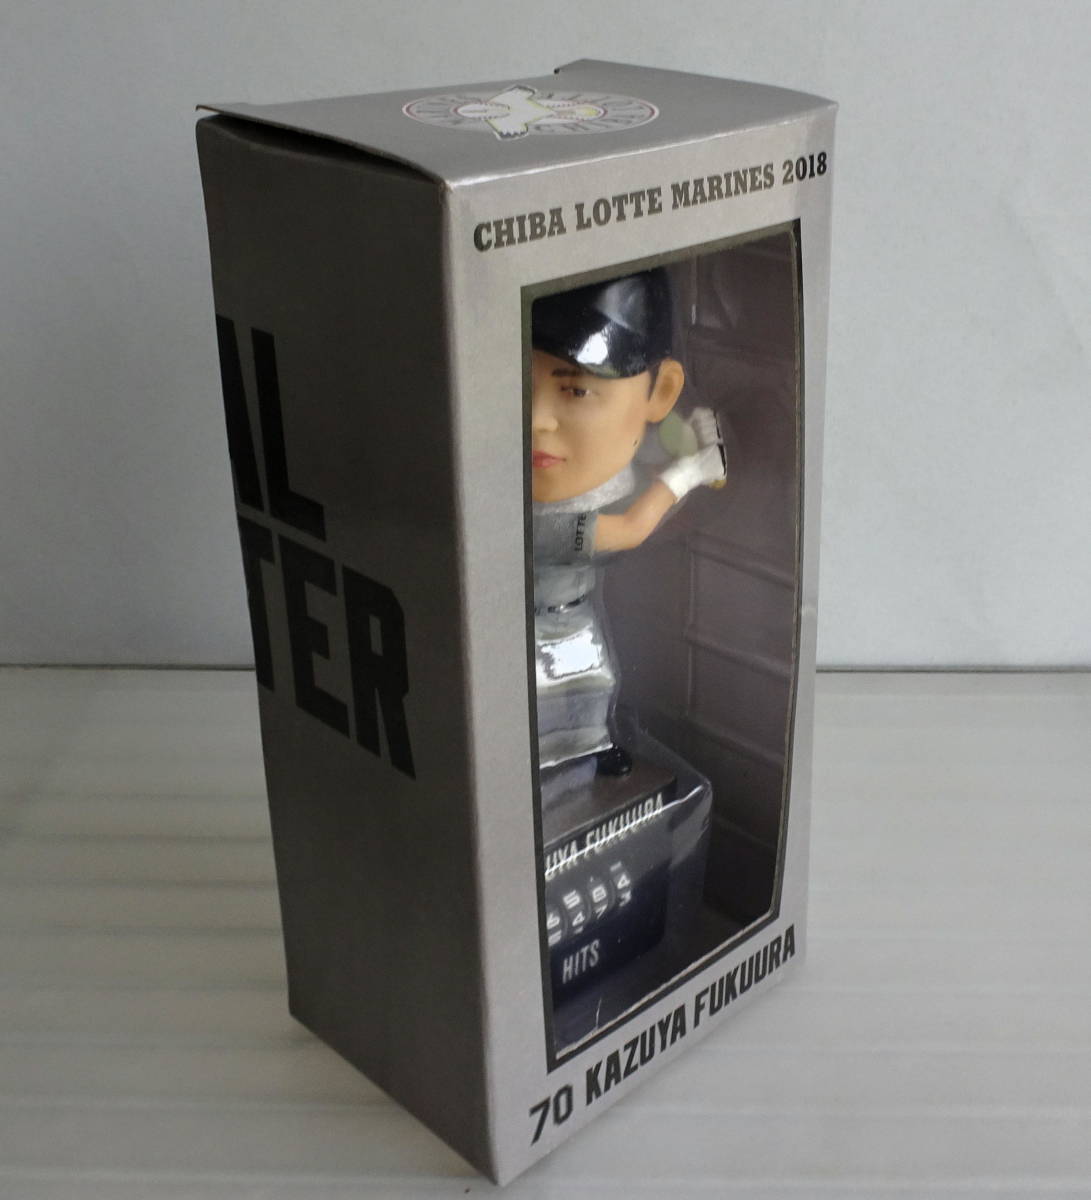 CHIBA LOTTE MARINES 2018
AL
TER
LOTTE
UYA FUKUURA
HITS
70 KAZUYA FUKUURA